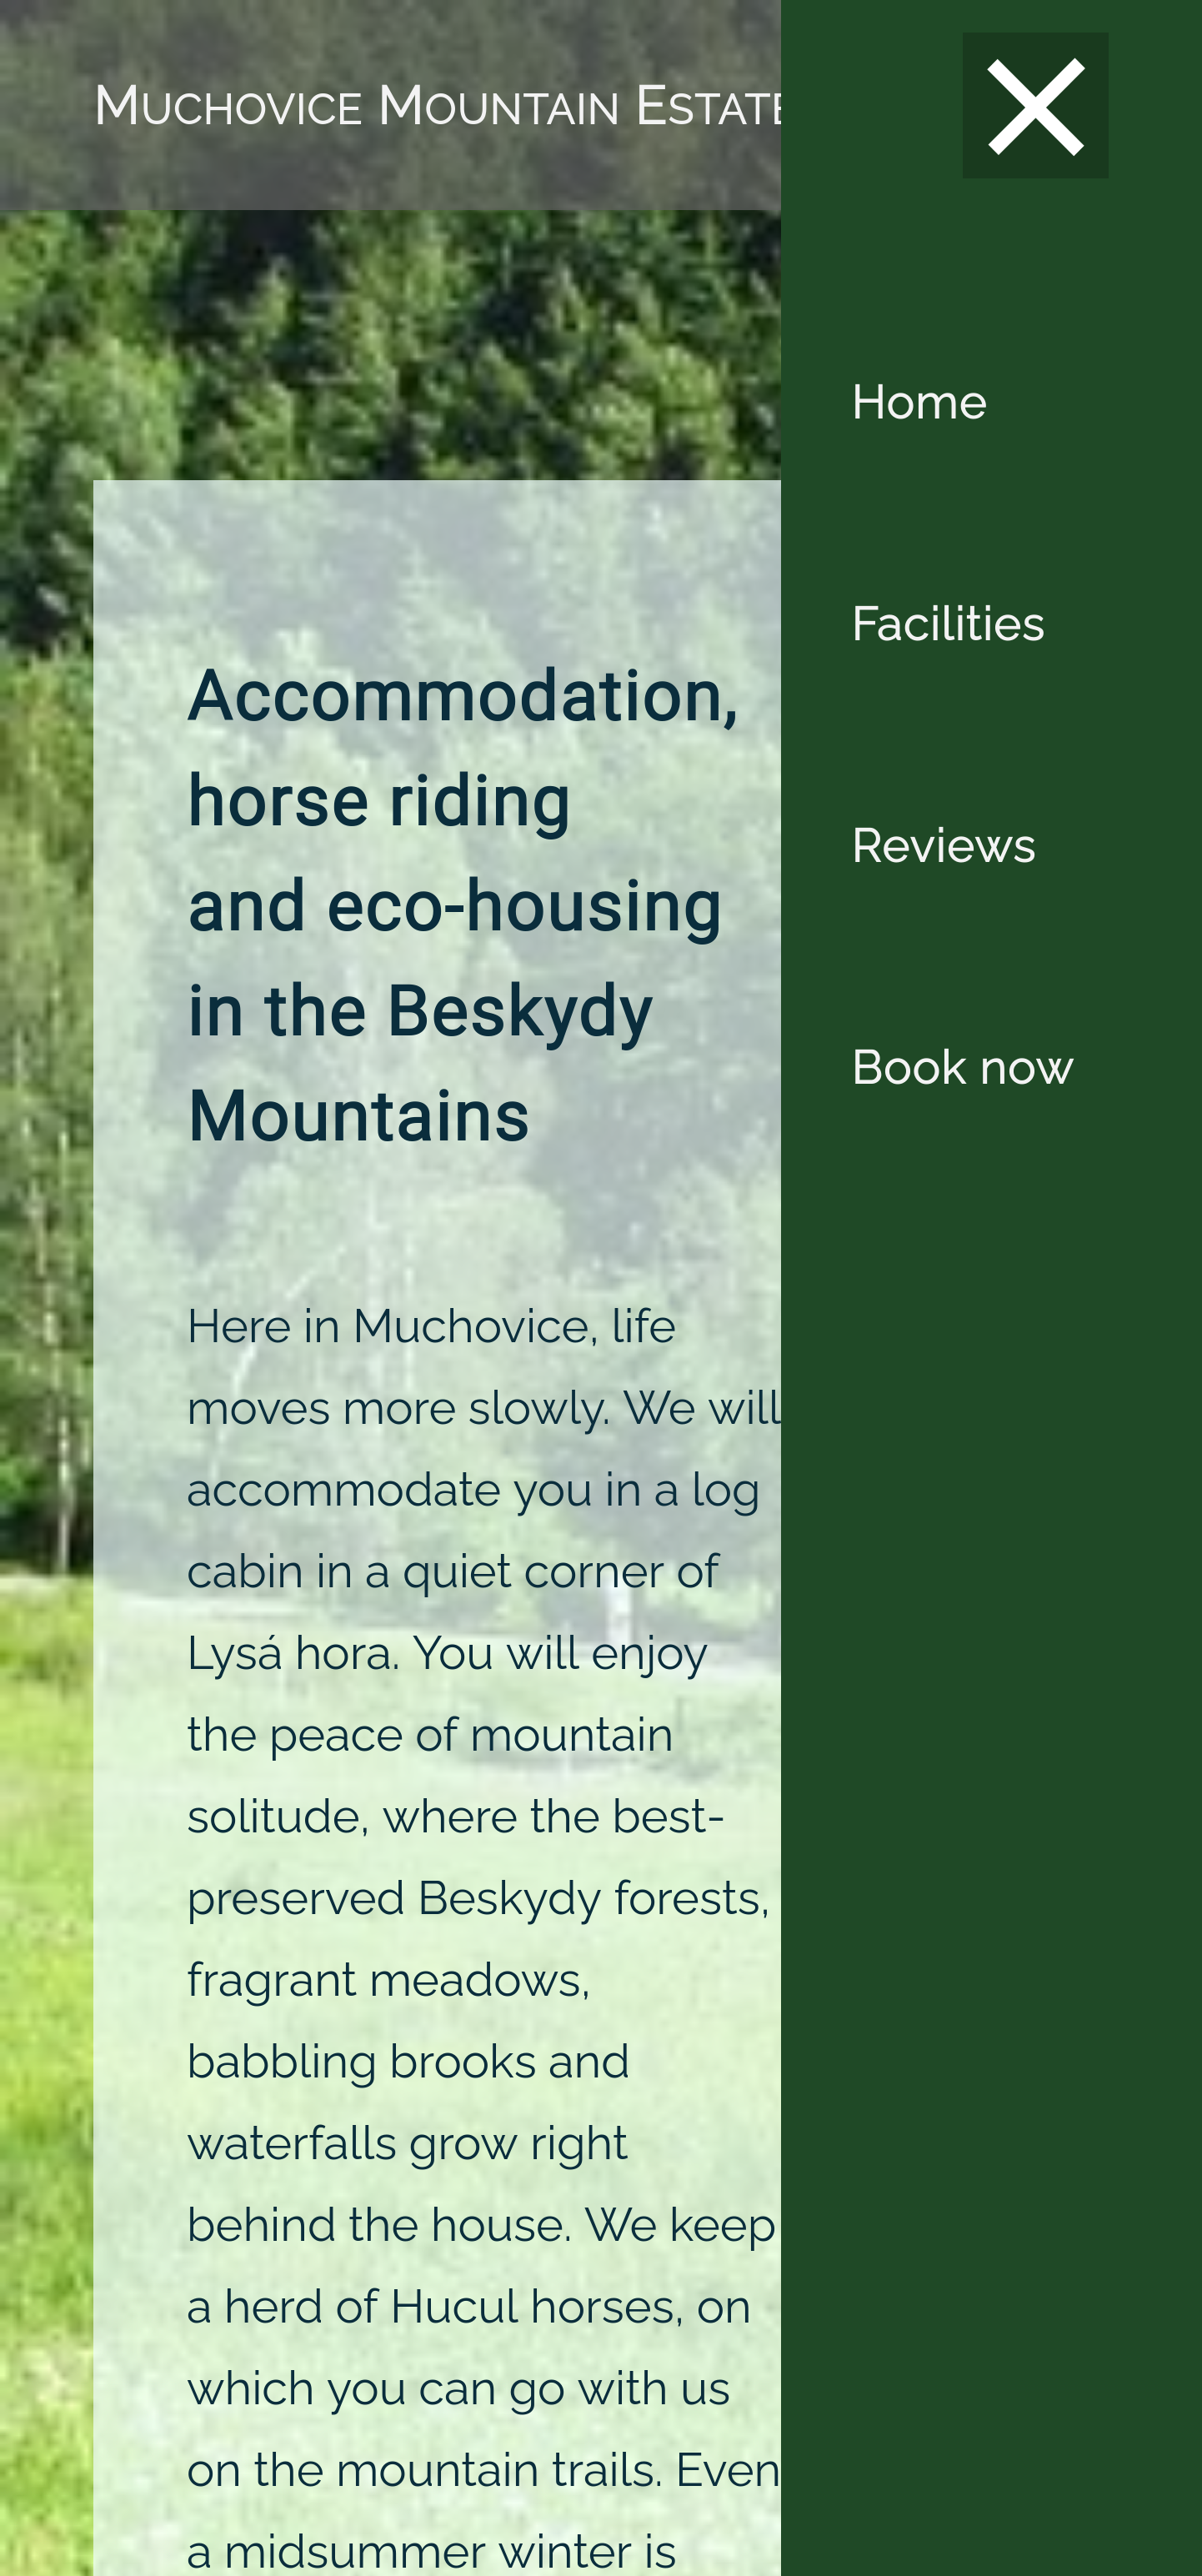 MUCHOVICE MOUNTAIN ESTATE
Home
Facilities
Reviews
Book now
Accommodation,
horse riding
and eco-housing
in the Beskydy
Mountains
Here in Muchovice, life
moves more slowly. We will
accommodate you in a log
cabin in a quiet corner of
Lysá hora. You will enjoy
the peace of mountain
solitude, where the best-
preserved Beskydy forests,
fragrant meadows,
babbling brooks and
waterfalls grow right
behind the house. We keep
a herd of Hucul horses, on
which you can go with us
on the mountain trails. Even
a midsummer winter is